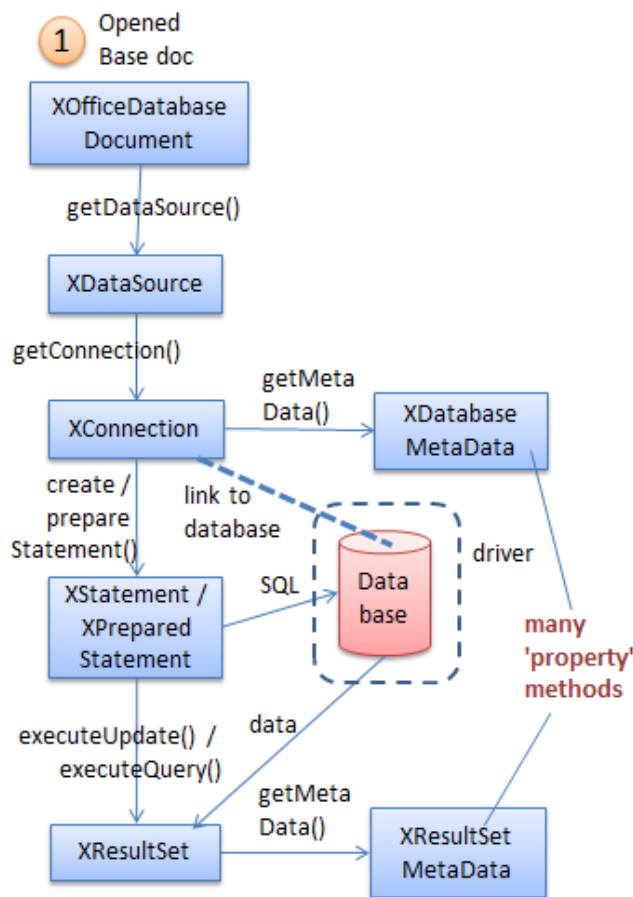 1
Opened
Base doc
XOfficeDatabase
Document
getDataSource()
XDataSource
getConnection()
getMeta
Data()
XConnection
XDatabase
MetaData
create /
prepare
Statement()
link to
database
driver
XStatement /
XPrepared
Statement
SQL
Data
base
many
'property'
methods
executeUpdate() /
executeQuery()
data
getMeta
Data()
XResultSet
XResultSet
MetaData